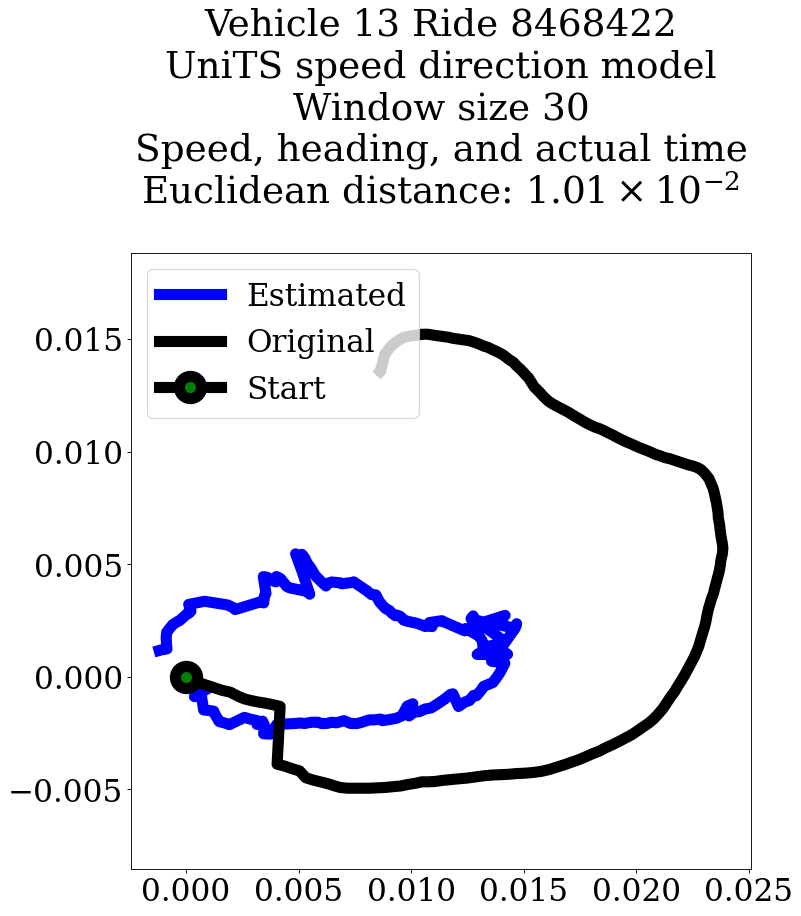 Vehicle 13 Ride 8468422
UniTS speed direction model
Window size 30
Speed, heading, and actual time
Euclidean distance: 1.01 × 10⁻²
Estimated
Original
Start
0.015
0.010
0.005
0.000
−0.005
0.000 0.005 0.010 0.015 0.020 0.025